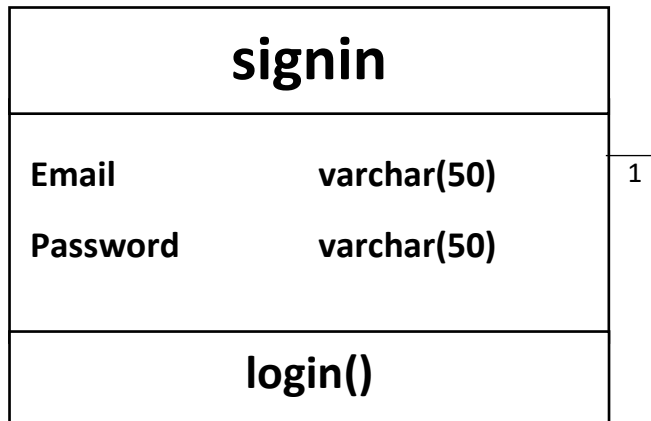 signin
Email varchar(50)
1
Password varchar(50)
login()